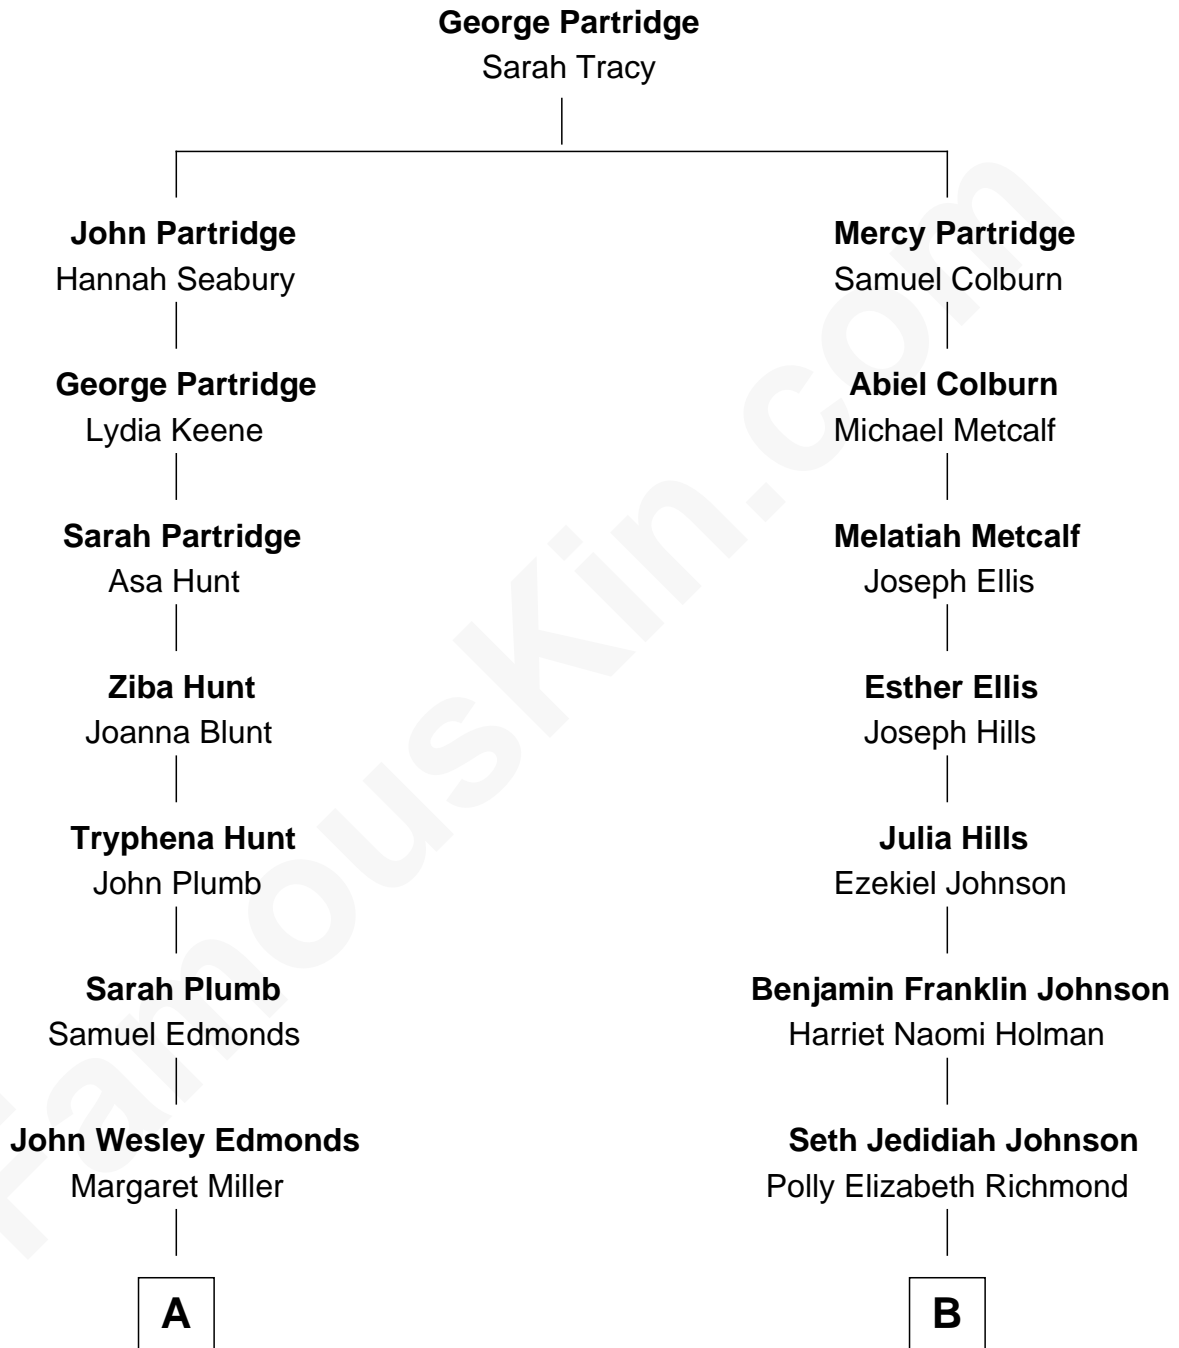 George Partridge
Sarah Tracy
John Partridge
Hannah Seabury
Mercy Partridge
Samuel Colburn
George Partridge
Lydia Keene
Abiel Colburn
Michael Metcalf
Sarah Partridge
Asa Hunt
Melatiah Metcalf
Joseph Ellis
Ziba Hunt
Joanna Blunt
Esther Ellis
Joseph Hills
Tryphena Hunt
John Plumb
Julia Hills
Ezekiel Johnson
Sarah Plumb
Samuel Edmonds
Benjamin Franklin Johnson
Harriet Naomi Holman
John Wesley Edmonds
Margaret Miller
Seth Jedidiah Johnson
Polly Elizabeth Richmond
A
B
FamousKin.com